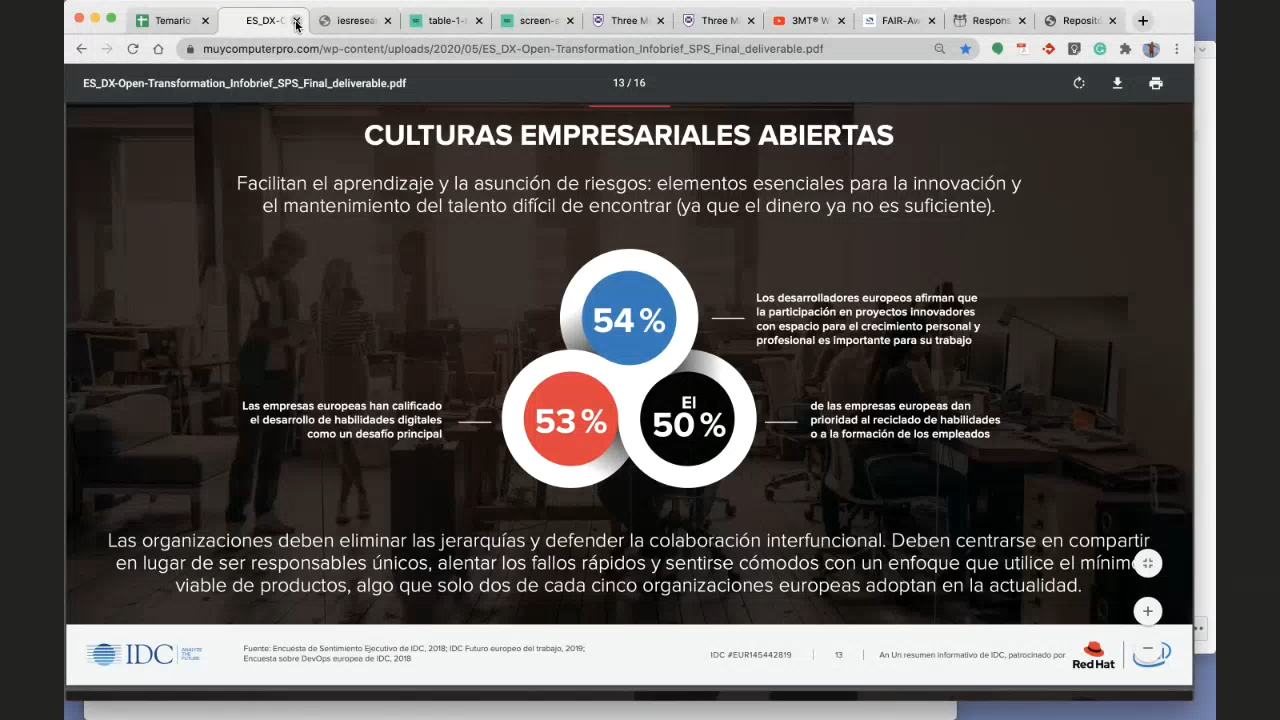 Temario
ES_DX-O
iesresea
table-1-
screen-s
Three M
Three M
3MT® W
FAIR-Aw
Respons
Reposit
muycomputerpro.com/wp-content/uploads/2020/05/ES_DX-Open-Transformation_Infobrief_SPS_Final_deliverable.pdf
ES_DX-Open-Transformation_Infobrief_SPS_Final_deliverable.pdf
13 / 16
CULTURAS EMPRESARIALES ABIERTAS
Facilitan el aprendizaje y la asunción de riesgos: elementos esenciales para la innovación y
el mantenimiento del talento difícil de encontrar (ya que el dinero ya no es suficiente).
54 %
Los desarrolladores europeos afirman que
la participación en proyectos innovadores
con espacio para el crecimiento personal y
profesional es importante para su trabajo
Las empresas europeas han calificado
el desarrollo de habilidades digitales
como un desafío principal
53 %
El
50 %
de las empresas europeas dan
prioridad al reciclado de habilidades
o a la formación de los empleados
Las organizaciones deben eliminar las jerarquías y defender la colaboración interfuncional. Deben centrarse en compartir
en lugar de ser responsables únicos, alentar los fallos rápidos y sentirse cómodos con un enfoque que utilice el mínim
viable de productos, algo que solo dos de cada cinco organizaciones europeas adoptan en la actualidad.
IDC
ANALYZE
THE
FUTURE
Fuente: Encuesta de Sentimiento Ejecutivo de IDC, 2018; IDC Futuro europeo del trabajo, 2019;
Encuesta sobre DevOps europea de IDC, 2018
IDC #EUR145442819
13
An Un resumen informativo de IDC, patrocinado por
Red Hat